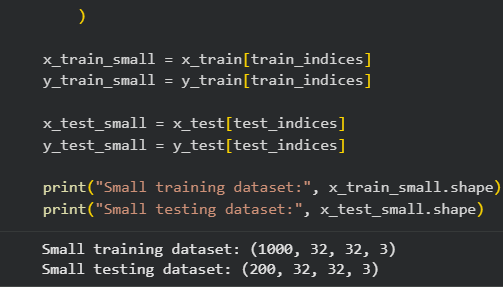 )
x_train_small = x_train[train_indices]
y_train_small = y_train[train_indices]
x_test_small = x_test[test_indices]
y_test_small = y_test[test_indices]
print("Small training dataset:", x_train_small.shape)
print("Small testing dataset:", x_test_small.shape)
Small training dataset: (1000, 32, 32, 3)
Small testing dataset: (200, 32, 32, 3)